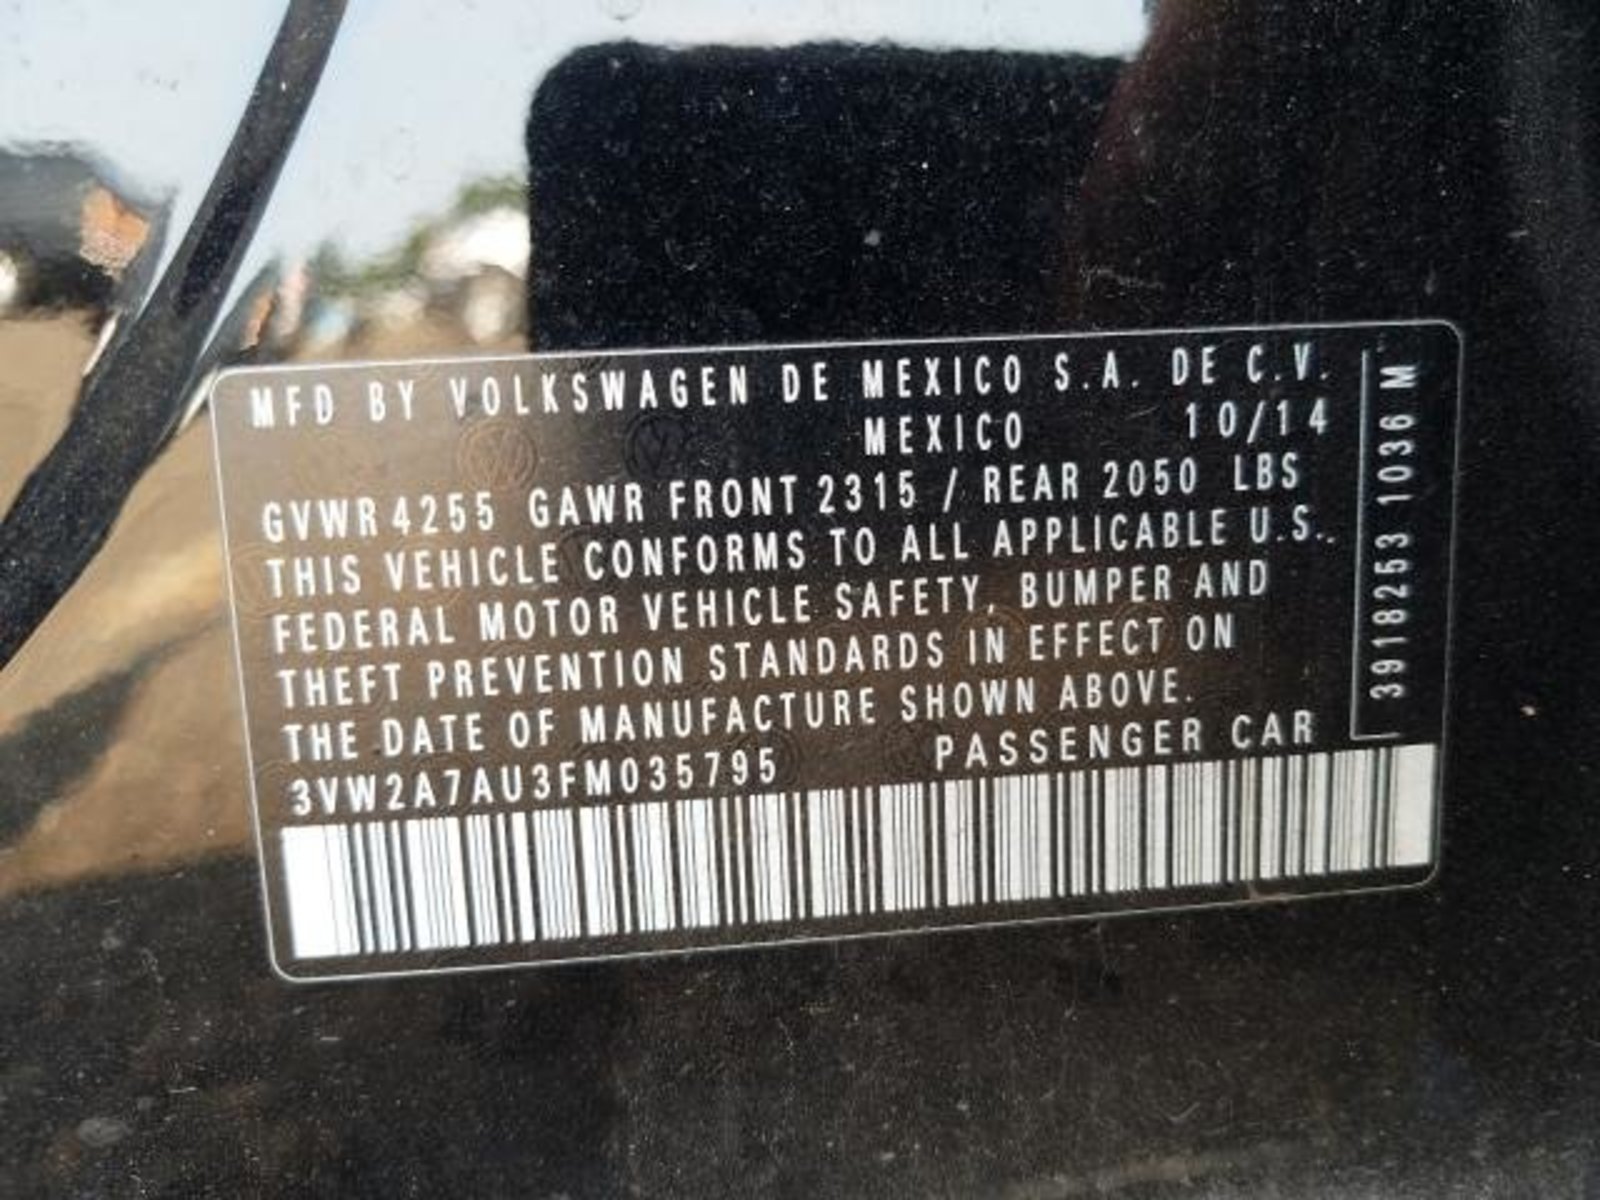 MFD BY VOLKSWAGEN DE MEXICO S.A. DE C.V.
MEXICO 10/14
GVWR 4255 GAWR FRONT 2315 / REAR 2050 LBS
THIS VEHICLE CONFORMS TO ALL APPLICABLE U.S..
FEDERAL MOTOR VEHICLE SAFETY, BUMPER AND
THEFT PREVENTION STANDARDS IN EFFECT ON
THE DATE OF MANUFACTURE SHOWN ABOVE.
3VW2A7AU3FM035795 PASSENGER CAR
3918253 1036 M